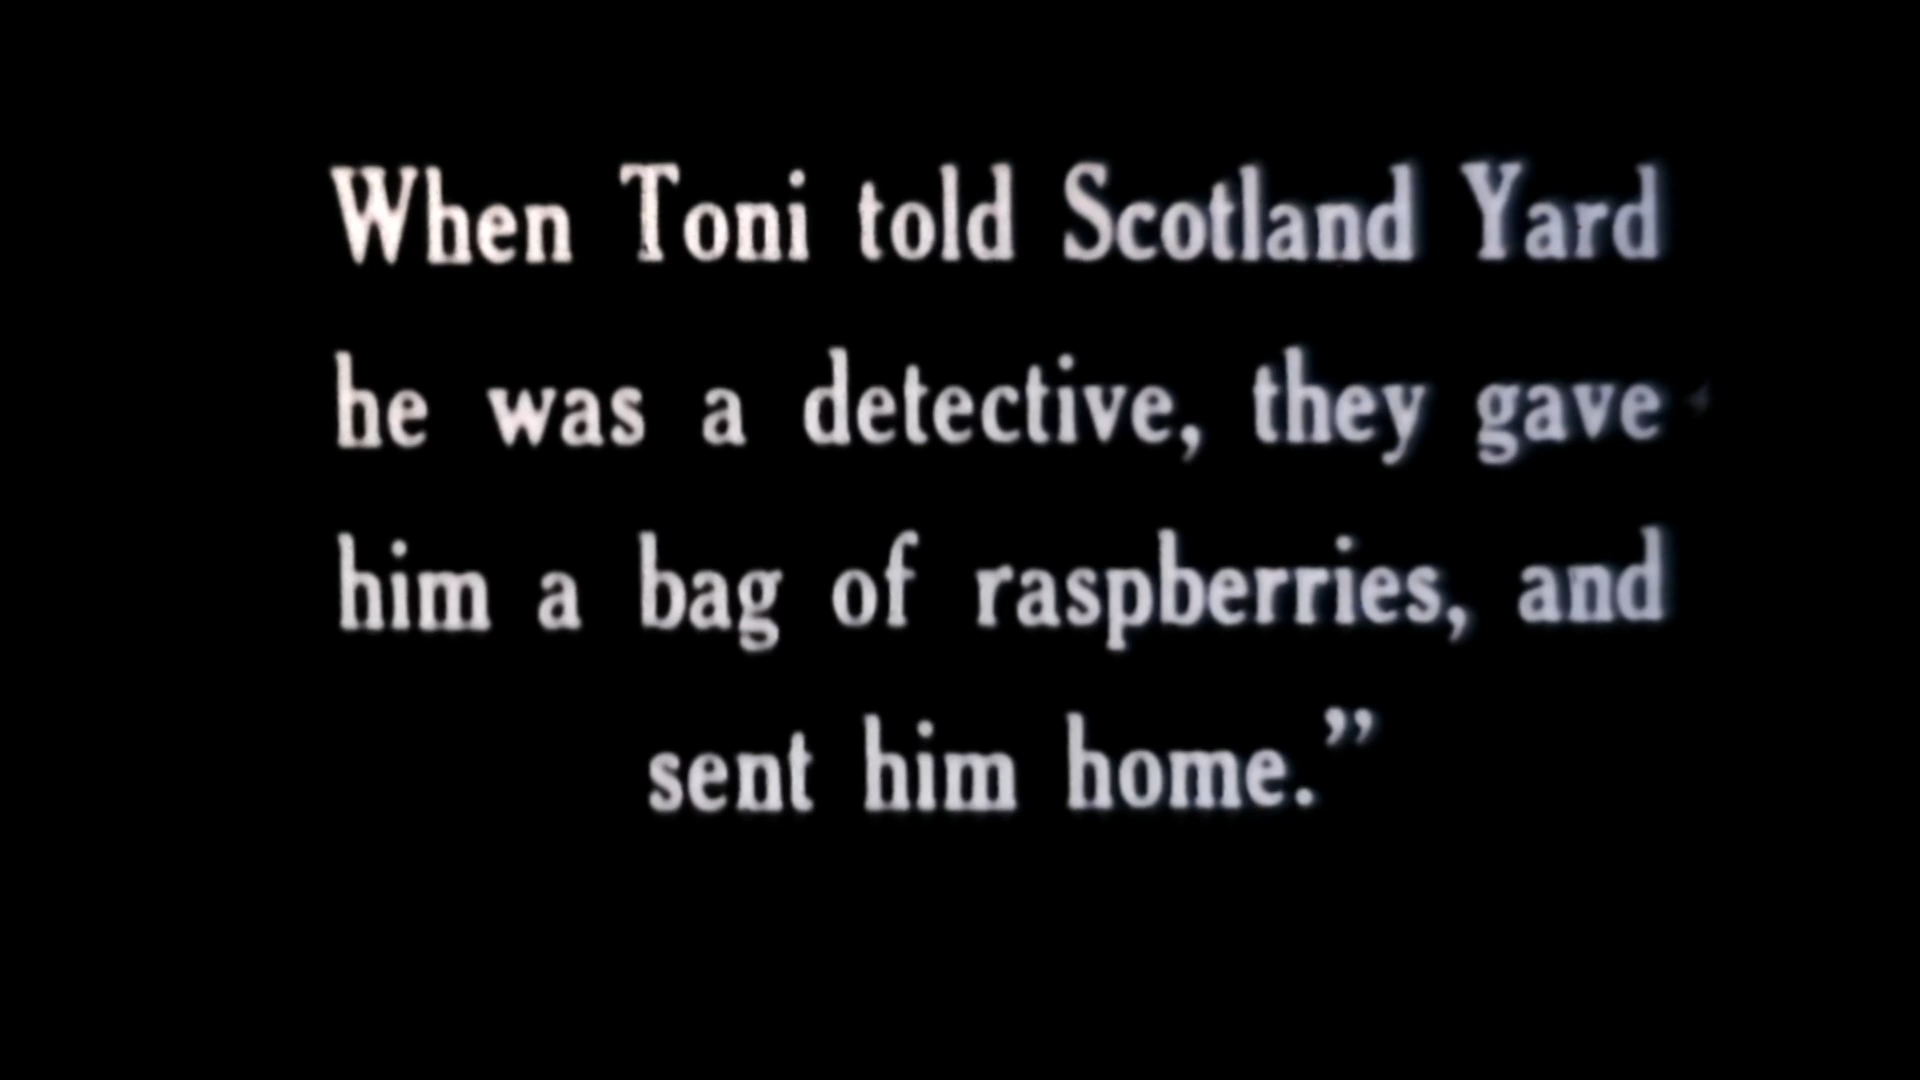 When Toni told Scotland Yard
he was a detective, they gave
him a bag of raspberries, and
sent him home.”